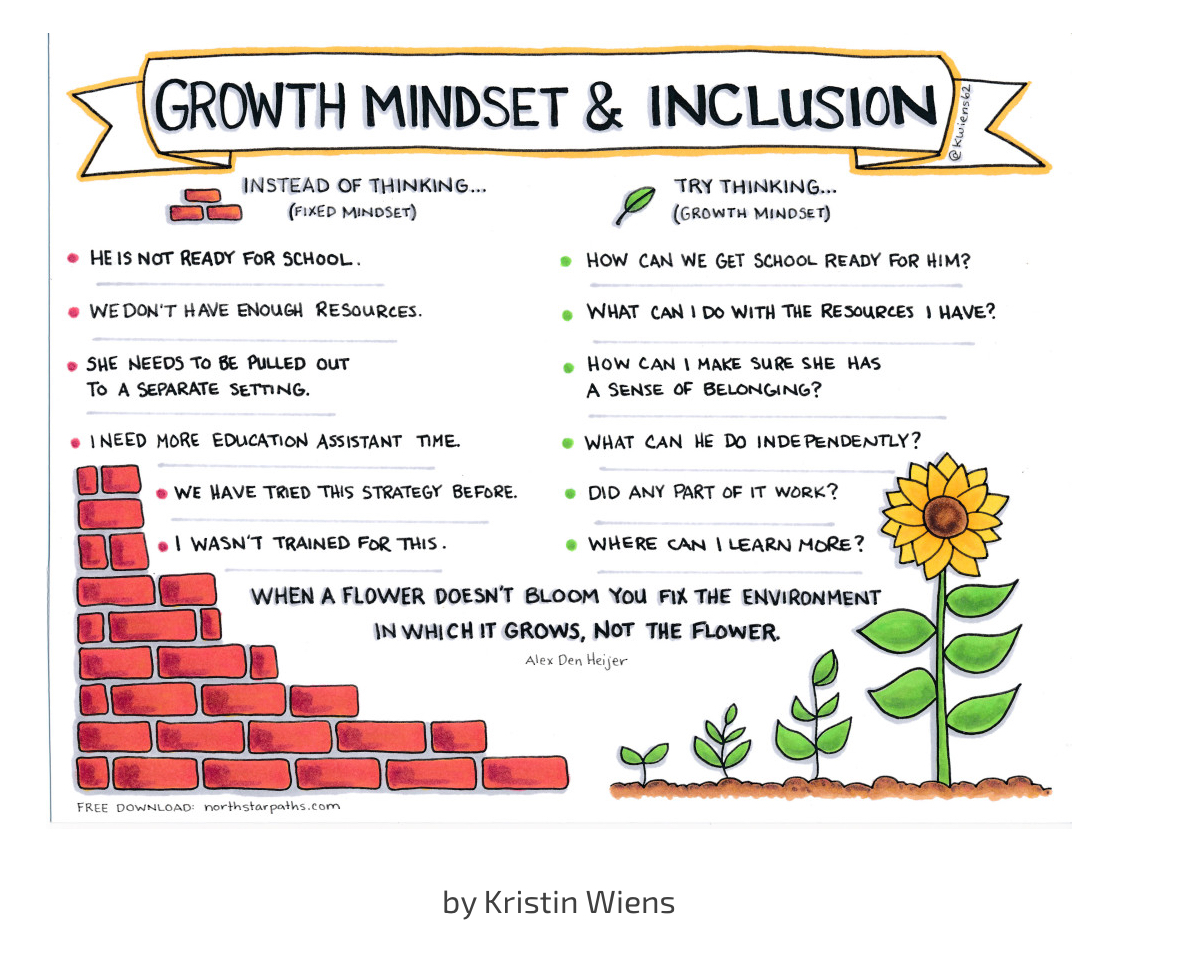 GROWTH MINDSET & INCLUSION
@kwiens62
INSTEAD OF THINKING...
(FIXED MINDSET)
HE IS NOT READY FOR SCHOOL.
WE DON'T HAVE ENOUGH RESOURCES.
SHE NEEDS TO BE PULLED OUT
TO A SEPARATE SETTING.
I NEED MORE EDUCATION ASSISTANT TIME.
WE HAVE TRIED THIS STRATEGY BEFORE.
I WASN'T TRAINED FOR THIS.
TRY THINKING...
(GROWTH MINDSET)
HOW CAN WE GET SCHOOL READY FOR HIM?
WHAT CAN I DO WITH THE RESOURCES I HAVE?
HOW CAN I MAKE SURE SHE HAS
A SENSE OF BELONGING?
WHAT CAN HE DO INDEPENDENTLY?
DID ANY PART OF IT WORK?
WHERE CAN I LEARN MORE?
WHEN A FLOWER DOESN'T BLOOM YOU FIX THE ENVIRONMENT
IN WHICH IT GROWS, NOT THE FLOWER.
Alex Den Heijer
FREE DOWNLOAD: northstarpaths.com
by Kristin Wiens